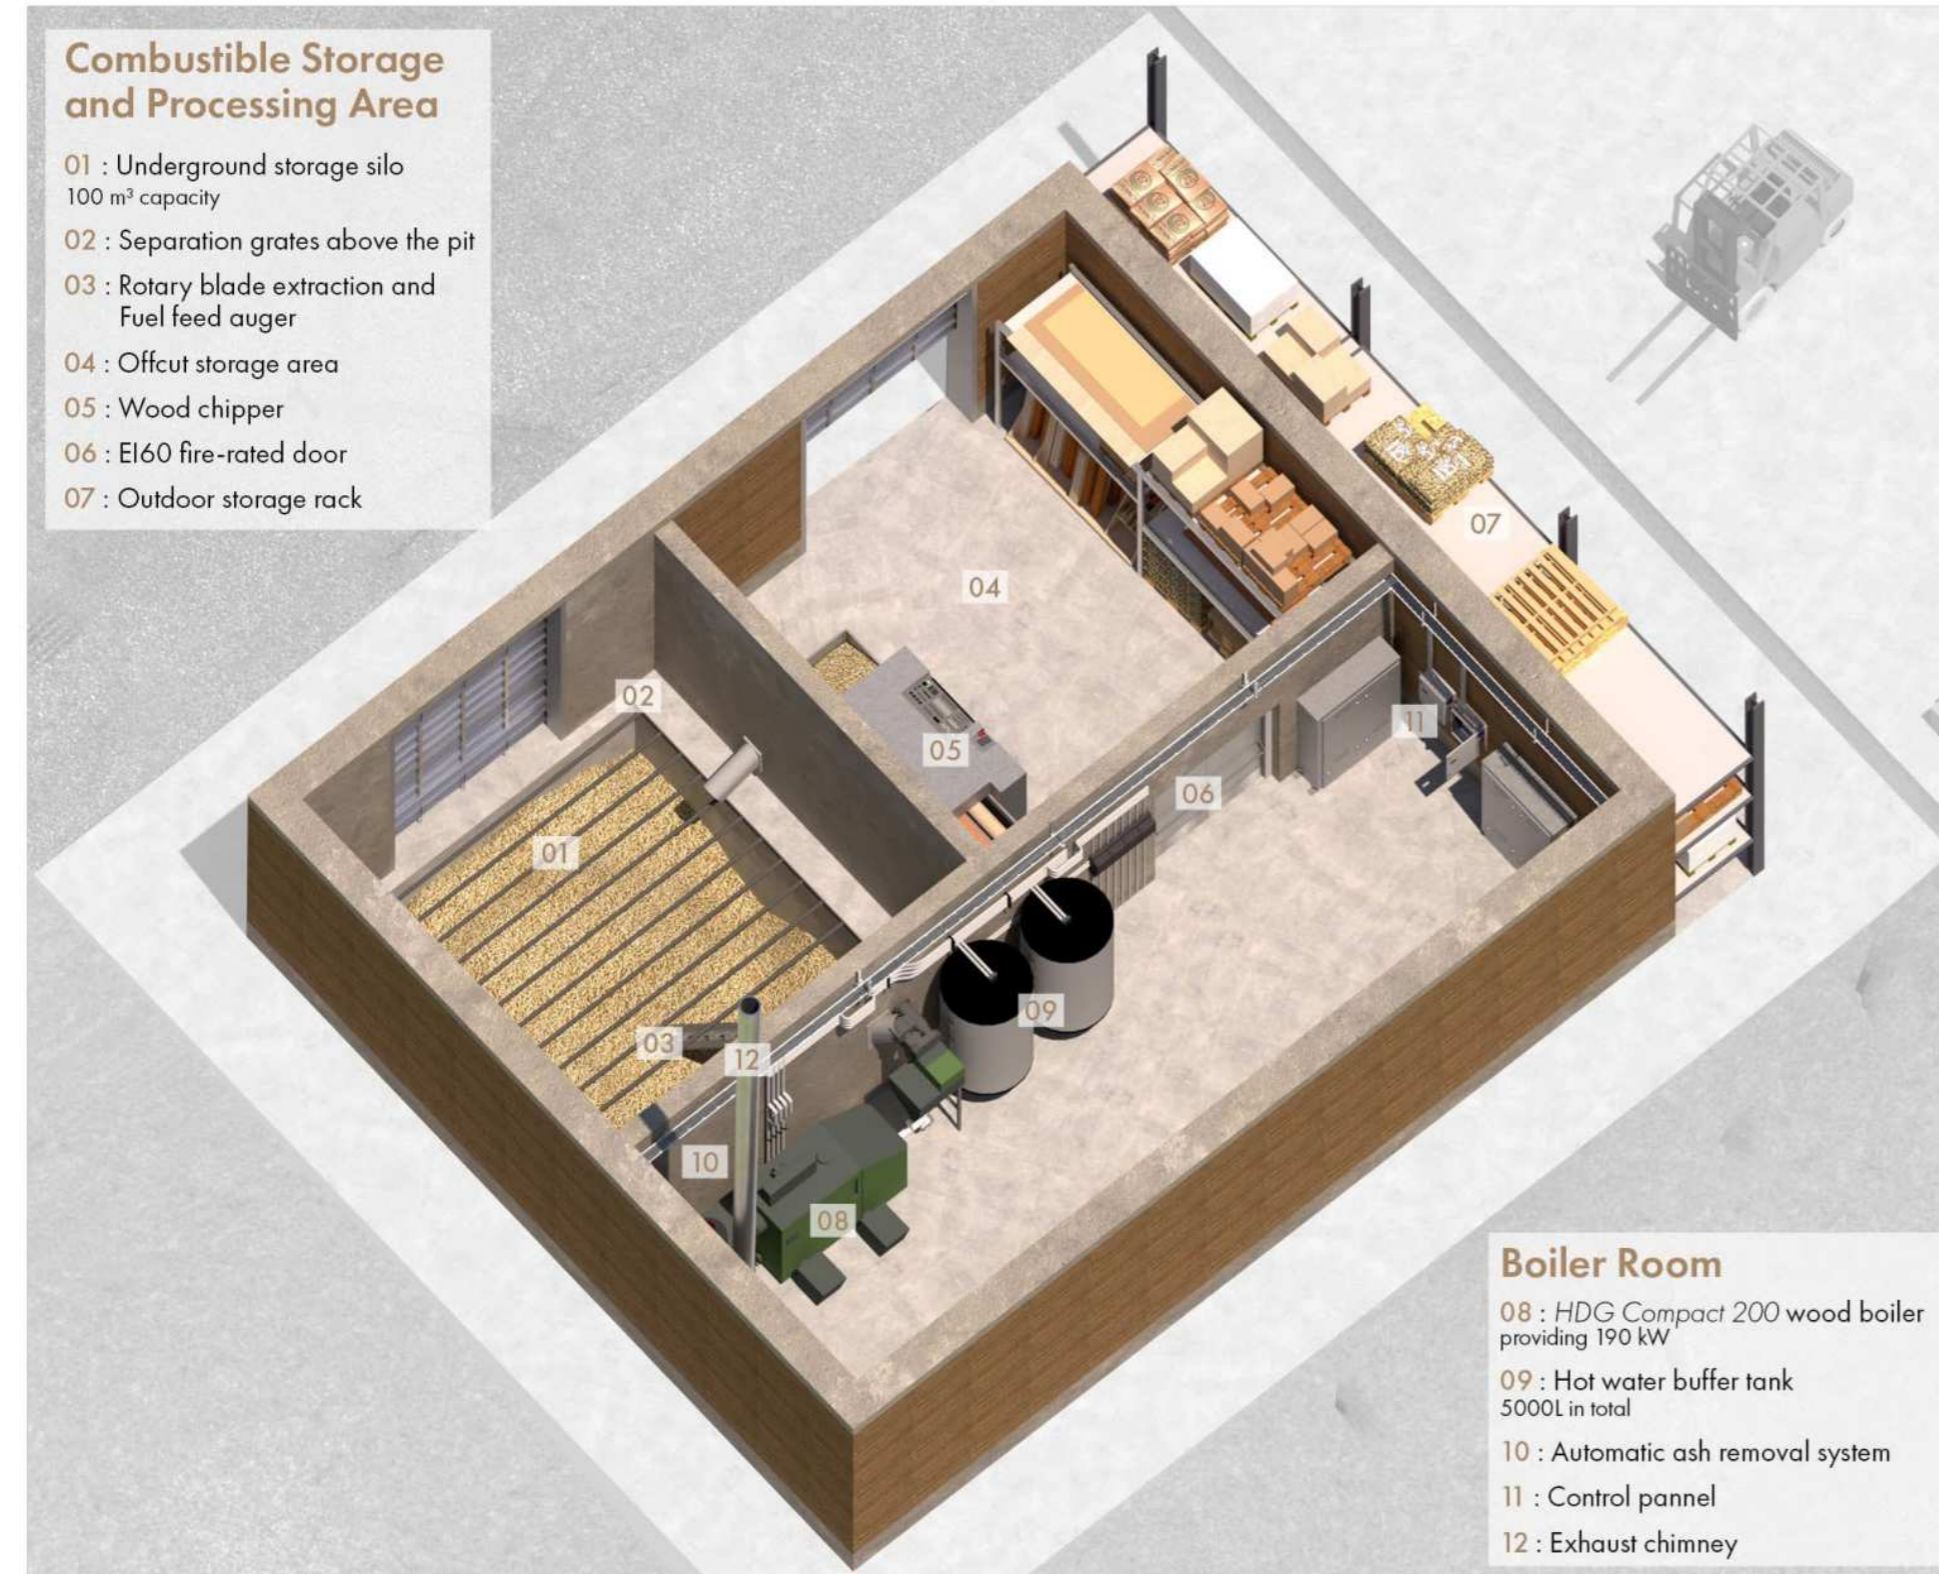 Combustible Storage
and Processing Area
01 : Underground storage silo
100 m³ capacity
02 : Separation grates above the pit
03 : Rotary blade extraction and
Fuel feed auger
04 : Offcut storage area
05 : Wood chipper
06 : EI60 fire-rated door
07 : Outdoor storage rack
07
04
02
11
05
06
01
09
03
12
10
08
Boiler Room
08 : HDG Compact 200 wood boiler
providing 190 kW
09 : Hot water buffer tank
5000L in total
10 : Automatic ash removal system
11 : Control pannel
12 : Exhaust chimney